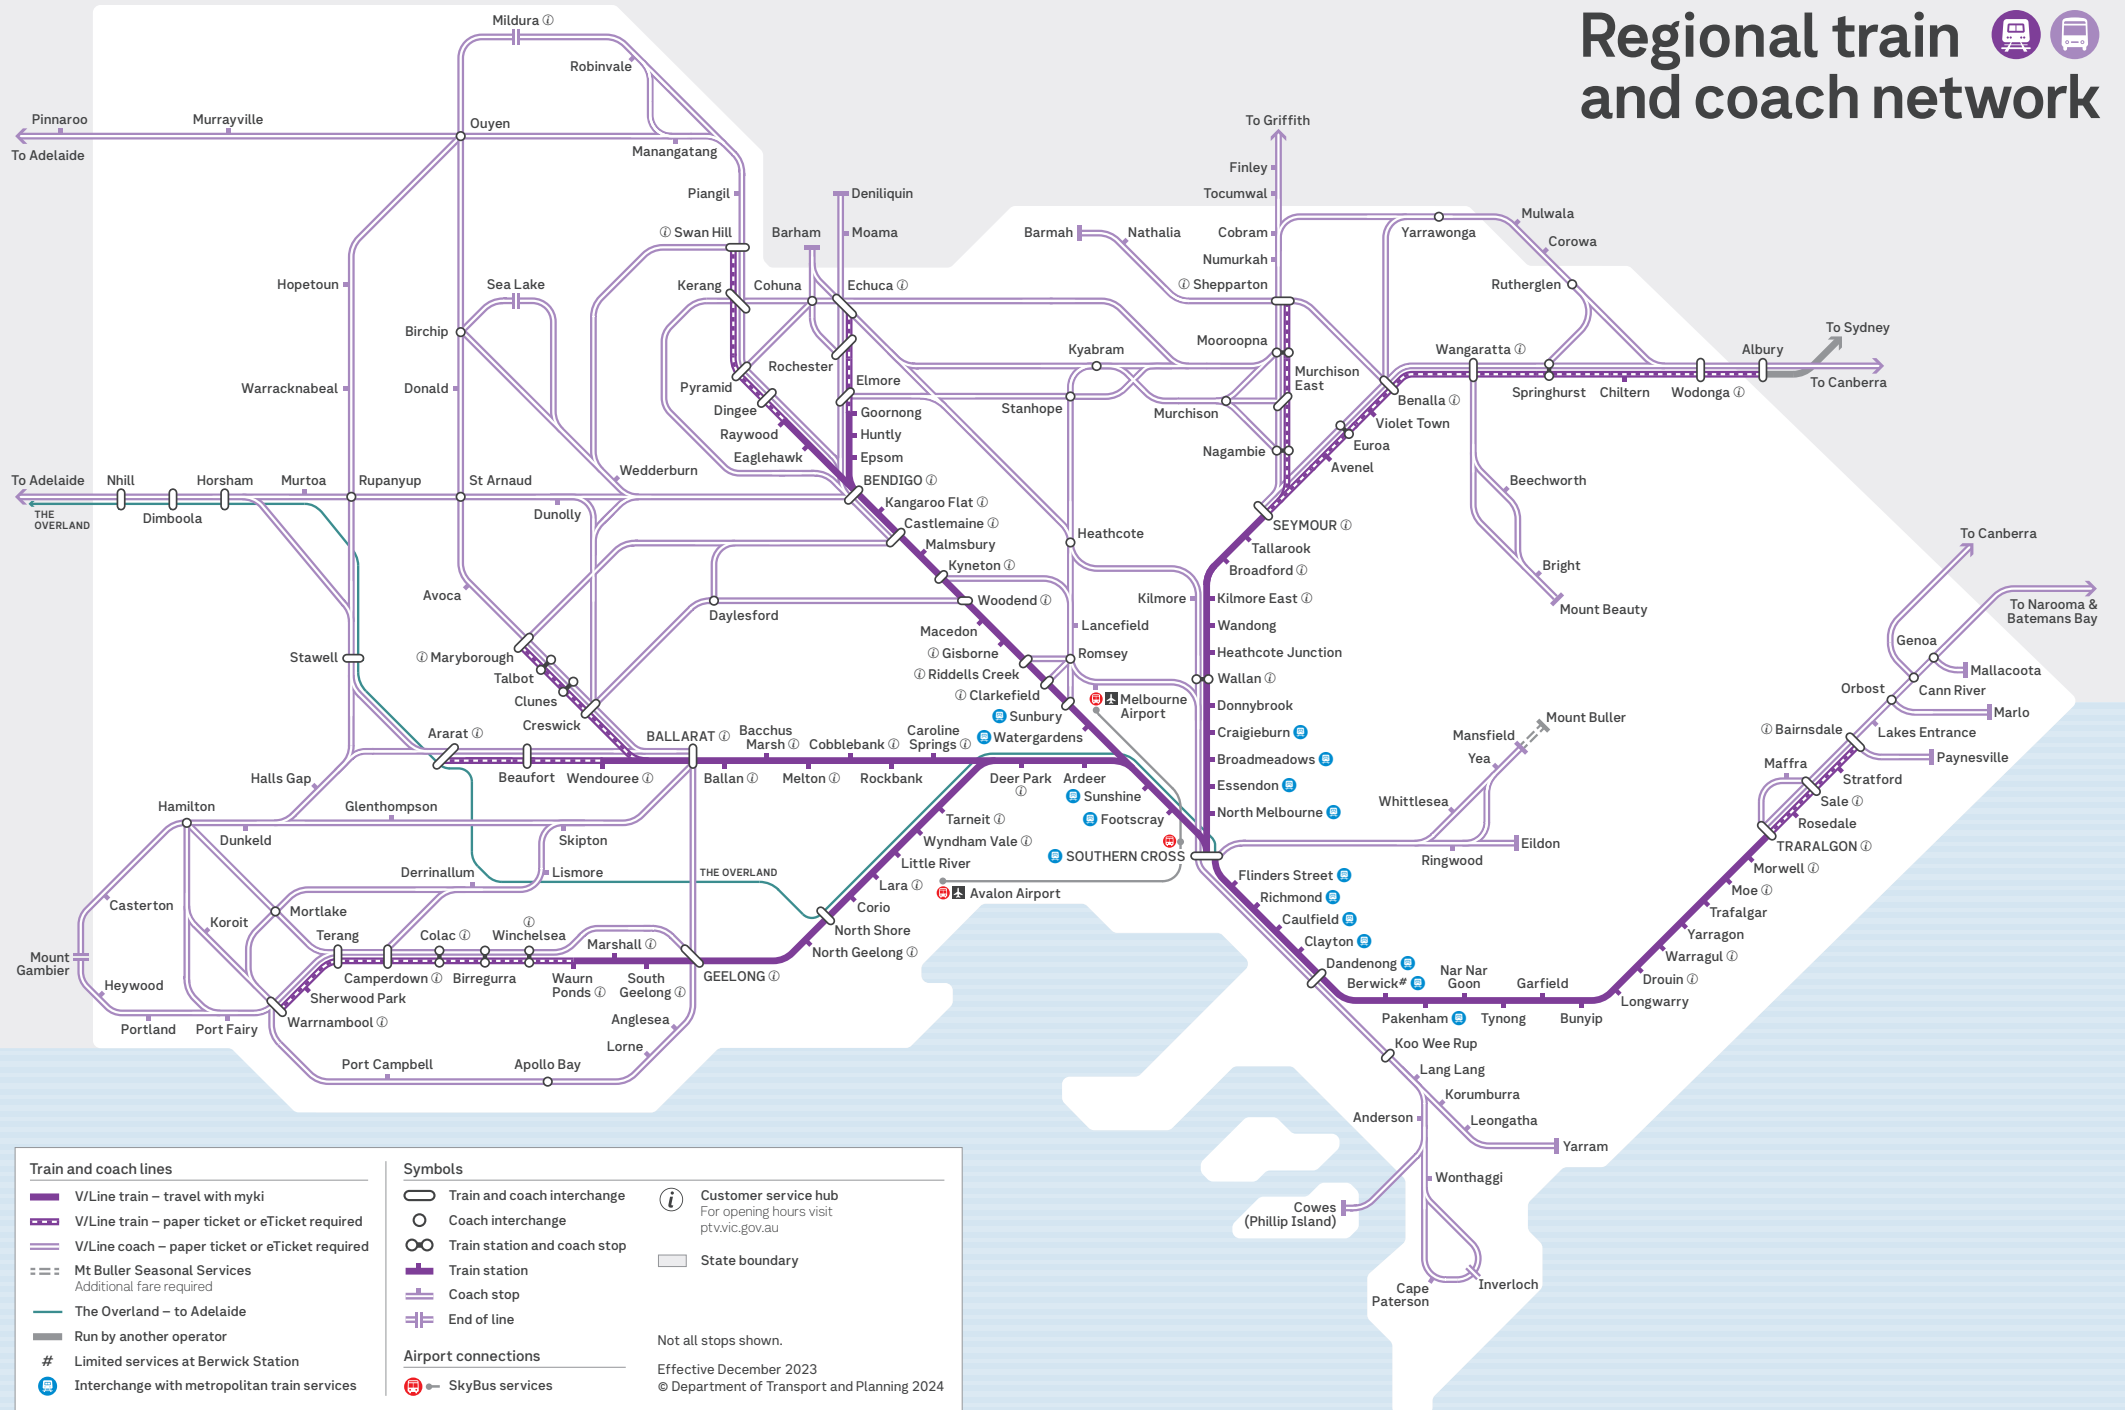 Regional train
and coach network
Mildura
Robinvale
Pinnaroo
Murrayville
Ouyen
To Adelaide
Manangatang
To Griffith
Finley
Tocumwal
Piangil
Deniliquin
Swan Hill
Barham
Moama
Barmah
Nathalia
Cobram
Yarrawonga
Mulwala
Corowa
Numurkah
Hopetoun
Sea Lake
Kerang
Cohuna
Echuca
Shepparton
Rutherglen
Birchip
Mooroopna
To Sydney
Kyabram
Wangaratta
Albury
Rochester
Murchison
East
To Canberra
Warracknabeal
Donald
Pyramid
Elmore
Springhurst
Chiltern
Wodonga
Benalla
Dingee
Goornong
Stanhope
Murchison
Violet Town
Raywood
Huntly
Euroa
Eaglehawk
Epsom
Nagambie
Avenel
Wedderburn
To Adelaide
Nhill
Horsham
Murtoa
Rupanyup
St Arnaud
BENDIGO
Beechworth
THE
OVERLAND
Dimboola
Dunolly
Kangaroo Flat
Castlemaine
SEYMOUR
Heathcote
To Canberra
Malmsbury
Tallarook
Kyneton
Broadford
Bright
Avoca
Daylesford
Woodend
Kilmore
Kilmore East
Mount Beauty
To Narooma &
Batemans Bay
Macedon
Lancefield
Wandong
Genoa
Stawell
Maryborough
Gisborne
Romsey
Heathcote Junction
Mallacoota
Talbot
Riddells Creek
Wallan
Cann River
Clunes
Clarkefield
Melbourne
Airport
Donnybrook
Orbost
Marlo
Creswick
Sunbury
Mount Buller
Ararat
BALLARAT
Bacchus
Marsh
Cobblebank
Caroline
Springs
Watergardens
Craigieburn
Mansfield
Bairnsdale
Lakes Entrance
Beaufort
Wendouree
Ballan
Melton
Rockbank
Deer Park
Ardeer
Broadmeadows
Yea
Paynesville
Halls Gap
Sunshine
Essendon
Maffra
Stratford
Hamilton
Glenthompson
Tarneit
Footscray
North Melbourne
Whittlesea
Sale
Dunkeld
Skipton
Wyndham Vale
Eildon
Rosedale
SOUTHERN CROSS
Ringwood
TRARALGON
Derrinallum
Lismore
THE OVERLAND
Little River
Flinders Street
Morwell
Lara
Avalon Airport
Richmond
Moe
Casterton
Koroit
Mortlake
Corio
Caulfield
Trafalgar
Terang
Colac
Winchelsea
Marshall
North Shore
Clayton
Yarragon
North Geelong
Mount
Gambier
Dandenong
Warragul
Camperdown
Birregurra
Waurn
Ponds
South
Geelong
GEELONG
Berwick#
Nar Nar
Goon
Garfield
Drouin
Heywood
Sherwood Park
Longwarry
Portland
Port Fairy
Warrnambool
Anglesea
Pakenham
Tynong
Bunyip
Lorne
Koo Wee Rup
Port Campbell
Apollo Bay
Lang Lang
Korumburra
Anderson
Leongatha
Yarram
Wonthaggi
Cowes
(Phillip Island)
Cape
Paterson
Inverloch
Train and coach lines
V/Line train – travel with myki
V/Line train – paper ticket or eTicket required
V/Line coach – paper ticket or eTicket required
Mt Buller Seasonal Services
Additional fare required
The Overland – to Adelaide
Run by another operator
# Limited services at Berwick Station
Interchange with metropolitan train services
Symbols
Train and coach interchange
Coach interchange
Train station and coach stop
Train station
Coach stop
End of line
Airport connections
SkyBus services
Customer service hub
For opening hours visit
ptv.vic.gov.au
State boundary
Not all stops shown.
Effective December 2023
© Department of Transport and Planning 2024